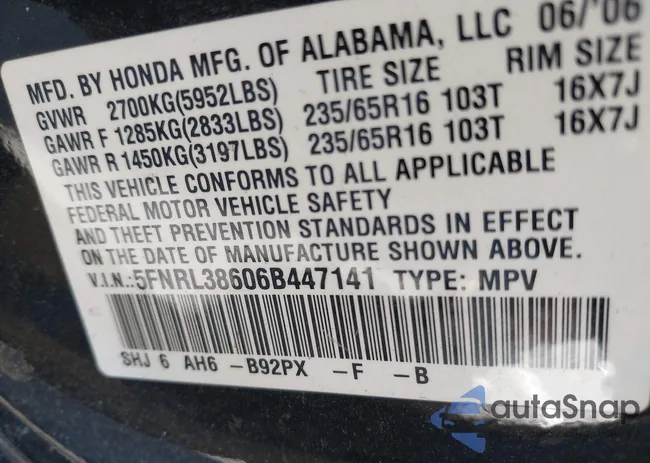 MFD. BY HONDA MFG. OF ALABAMA, LLC 06/'06
GVWR 2700KG(5952LBS) TIRE SIZE RIM SIZE
GAWR F 1285KG(2833LBS) 235/65R16 103T 16X7J
GAWR R 1450KG(3197LBS) 235/65R16 103T 16X7J
THIS VEHICLE CONFORMS TO ALL APPLICABLE
FEDERAL MOTOR VEHICLE SAFETY
AND THEFT PREVENTION STANDARDS IN EFFECT
ON THE DATE OF MANUFACTURE SHOWN ABOVE.
V.I.N.:5FNRL38606B447141 TYPE: MPV
SHJ 6 AH6 -B92PX -F -B
autaSnap